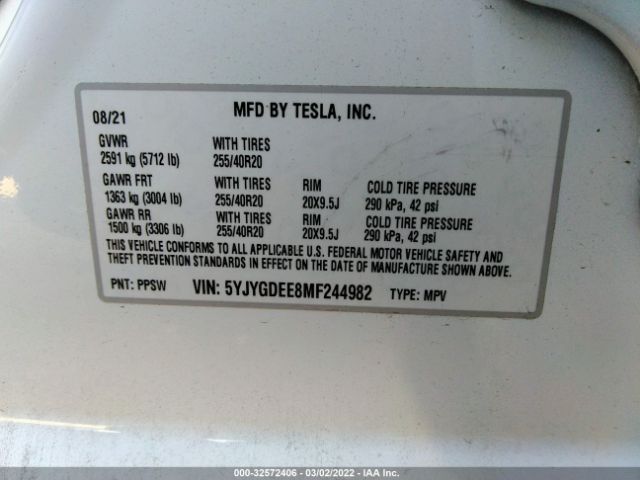 08/21
MFD BY TESLA, INC.
GVWR
WITH TIRES
2591 kg (5712 lb)
255/40R20
GAWR FRT
WITH TIRES
RIM
COLD TIRE PRESSURE
1363 kg (3004 lb)
255/40R20
20X9.5J
290 kPa, 42 psi
GAWR RR
WITH TIRES
RIM
COLD TIRE PRESSURE
1500 kg (3306 lb)
255/40R20
20X9.5J
290 kPa, 42 psi
THIS VEHICLE CONFORMS TO ALL APPLICABLE U.S. FEDERAL MOTOR VEHICLE SAFETY AND
THEFT PREVENTION STANDARDS IN EFFECT ON THE DATE OF MANUFACTURE SHOWN ABOVE.
PNT: PPSW
VIN: 5YJYGDEE8MF244982
TYPE: MPV
000-32572406 - 03/02/2022 - IAA Inc.